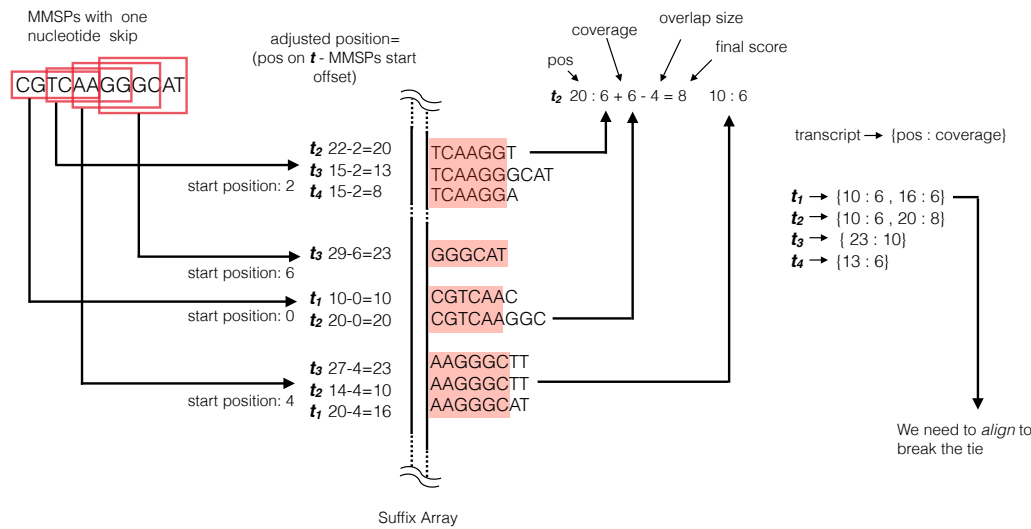 MMSPs with one
nucleotide skip
CGTCAAGGGCAT
adjusted position=
(pos on t - MMSPs start
offset)
overlap size
coverage
final score
pos
t2 20 : 6 + 6 - 4 = 8 10 : 6
transcript → {pos : coverage}
t2 22-2=20
t3 15-2=13
t4 15-2=8
start position: 2
TCAAGGT
TCAAGGGCAT
TCAAGGA
t1 → {10 : 6 , 16 : 6}
t2 → {10 : 6 , 20 : 8}
t3 → { 23 : 10}
t4 → {13 : 6}
t3 29-6=23
start position: 6
GGGCAT
t1 10-0=10
t2 20-0=20
start position: 0
CGTCAAC
CGTCAAGGC
t3 27-4=23
t2 14-4=10
t1 20-4=16
start position: 4
AAGGGCTT
AAGGGCTT
AAGGGCAT
We need to align to
break the tie
Suffix Array